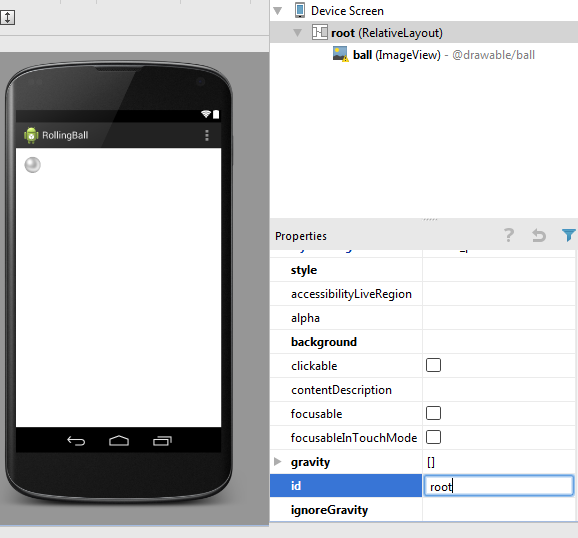 Device Screen
root (RelativeLayout)
ball (ImageView) - @drawable/ball
RollingBall
Properties
?
style
accessibilityLiveRegion
alpha
background
clickable
contentDescription
focusable
focusableInTouchMode
gravity []
id root
ignoreGravity